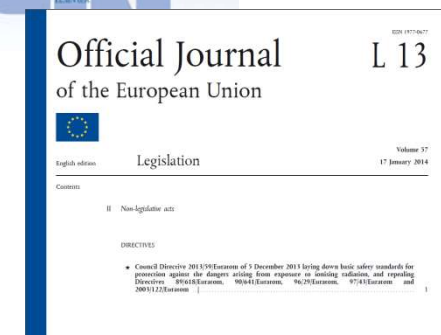 ELSEVIER
ISSN 1977-0677
Official Journal L 13
of the European Union
Volume 57
English edition Legislation 17 January 2014
Contents
II Non-legislative acts
DIRECTIVES
★ Council Directive 2013/59/Euratom of 5 December 2013 laying down basic safety standards for
protection against the dangers arising from exposure to ionising radiation, and repealing
Directives 89/618/Euratom, 90/641/Euratom, 96/29/Euratom, 97/43/Euratom and
2003/122/Euratom 1